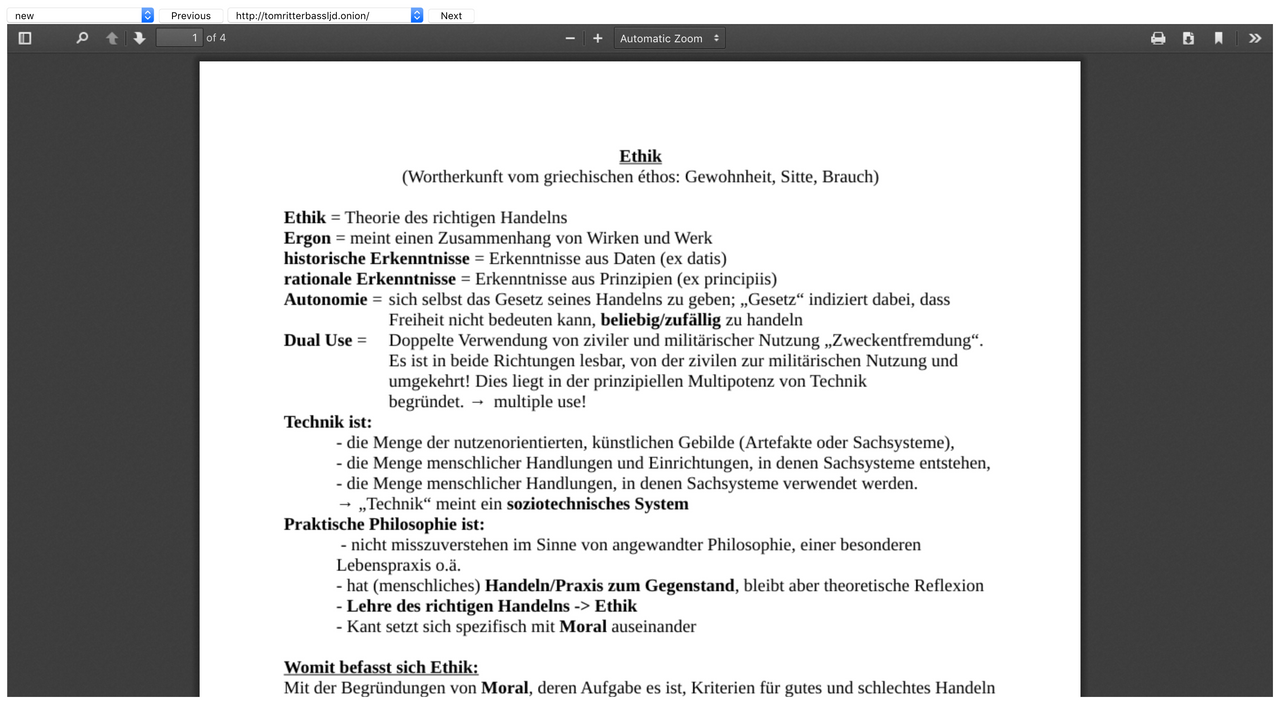 new Previous http://tomritterbassljd.onion/ Next
1 of 4 Automatic Zoom
Ethik
(Wortherkunft vom griechischen éthos: Gewohnheit, Sitte, Brauch)
Ethik = Theorie des richtigen Handelns
Ergon = meint einen Zusammenhang von Wirken und Werk
historische Erkenntnisse = Erkenntnisse aus Daten (ex datis)
rationale Erkenntnisse = Erkenntnisse aus Prinzipien (ex principiis)
Autonomie = sich selbst das Gesetz seines Handelns zu geben; „Gesetz“ indiziert dabei, dass
Freiheit nicht bedeuten kann, beliebig/zufällig zu handeln
Dual Use = Doppelte Verwendung von ziviler und militärischer Nutzung „Zweckentfremdung“.
Es ist in beide Richtungen lesbar, von der zivilen zur militärischen Nutzung und
umgekehrt! Dies liegt in der prinzipiellen Multipotenz von Technik
begründet. → multiple use!
Technik ist:
- die Menge der nutzenorientierten, künstlichen Gebilde (Artefakte oder Sachsysteme),
- die Menge menschlicher Handlungen und Einrichtungen, in denen Sachsysteme entstehen,
- die Menge menschlicher Handlungen, in denen Sachsysteme verwendet werden.
→ „Technik“ meint ein soziotechnisches System
Praktische Philosophie ist:
- nicht misszuverstehen im Sinne von angewandter Philosophie, einer besonderen
Lebenspraxis o.ä.
- hat (menschliches) Handeln/Praxis zum Gegenstand, bleibt aber theoretische Reflexion
- Lehre des richtigen Handelns -> Ethik
- Kant setzt sich spezifisch mit Moral auseinander
Womit befasst sich Ethik:
Mit der Begründungen von Moral, deren Aufgabe es ist, Kriterien für gutes und schlechtes Handeln